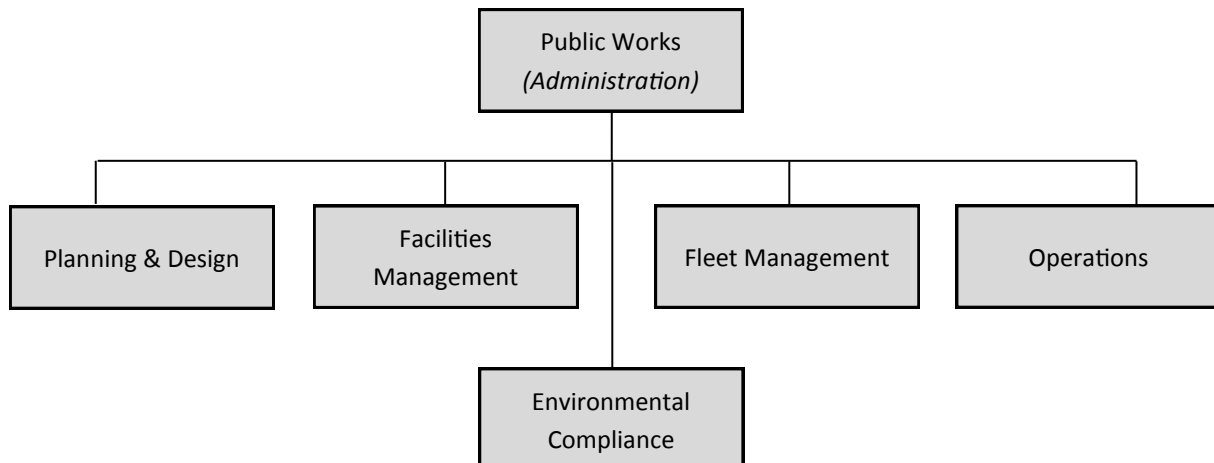 Public Works
(Administration)
Planning & Design
Facilities
Management
Fleet Management
Operations
Environmental
Compliance